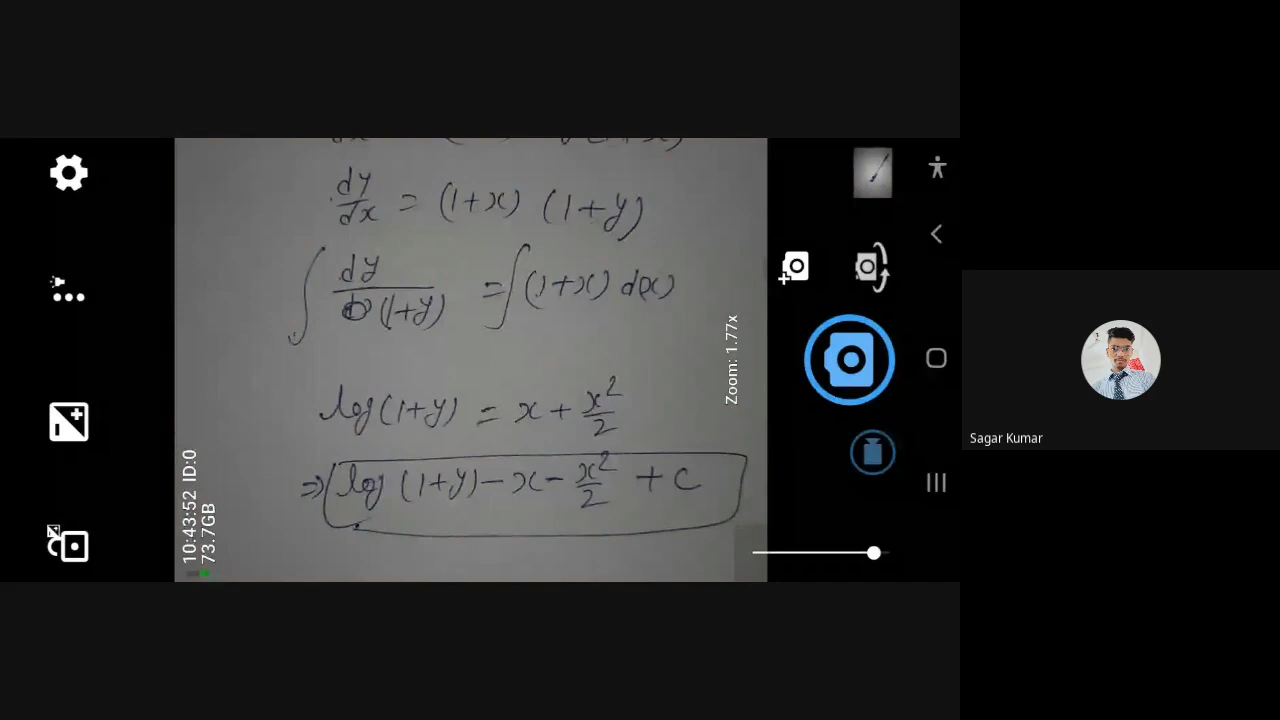 dy/dx = (1+x) (1+y)
∫ dy/(1+y) = ∫(1+x) d(x)
log(1+y) = x + x²/2
⇒ log (1+y) - x - x²/2 + c
Zoom: 1.77x
10:43:52 ID:0
73.7GB
Sagar Kumar